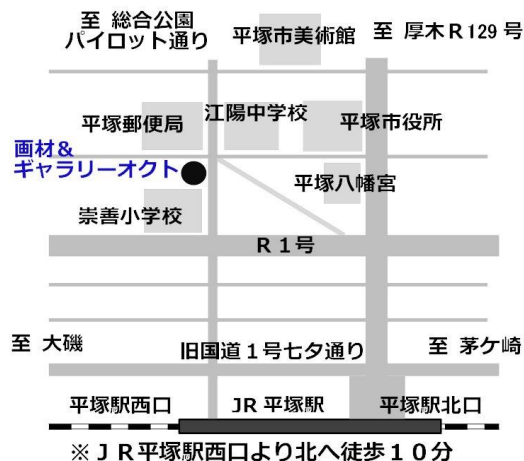 至 総合公園
パイロット通り
平塚市美術館
至 厚木R129号
平塚郵便局
江陽中学校
平塚市役所
画材&
ギャラリーオクト
平塚八幡宮
崇善小学校
R1号
至 大磯
旧国道1号七夕通り
至 茅ケ崎
平塚駅西口
JR 平塚駅
平塚駅北口
※JR平塚駅西口より北へ徒歩10分